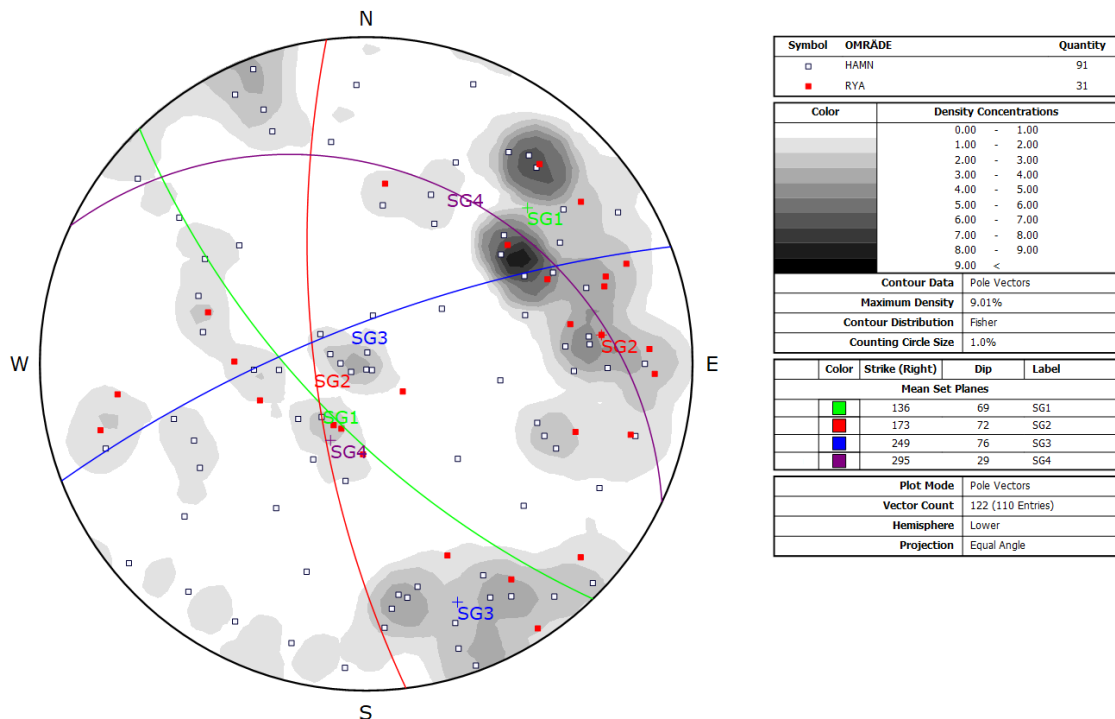 N
Symbol OMRÄDE Quantity
HAMN 91
RYA 31
Color Density Concentrations
0.00 - 1.00
1.00 - 2.00
2.00 - 3.00
3.00 - 4.00
4.00 - 5.00
5.00 - 6.00
6.00 - 7.00
7.00 - 8.00
8.00 - 9.00
9.00 <
Contour Data Pole Vectors
Maximum Density 9.01%
Contour Distribution Fisher
Counting Circle Size 1.0%
Color Strike (Right) Dip Label
Mean Set Planes
136 69 SG1
173 72 SG2
249 76 SG3
295 29 SG4
Plot Mode Pole Vectors
Vector Count 122 (110 Entries)
Hemisphere Lower
Projection Equal Angle
SG4
SG1
SG3
SG2
W
E
SG2
SG1
SG4
SG3
S